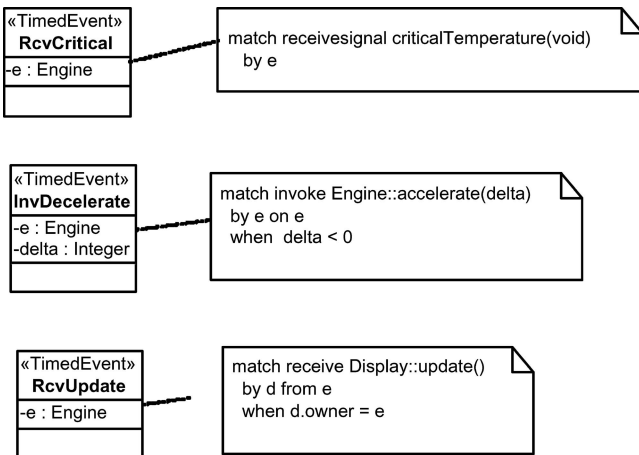 «TimedEvent»
RcvCritical
-e : Engine
match receivesignal criticalTemperature(void)
by e
«TimedEvent»
InvDecelerate
-e : Engine
-delta : Integer
match invoke Engine::accelerate(delta)
by e on e
when delta < 0
«TimedEvent»
RcvUpdate
-e : Engine
match receive Display::update()
by d from e
when d.owner = e